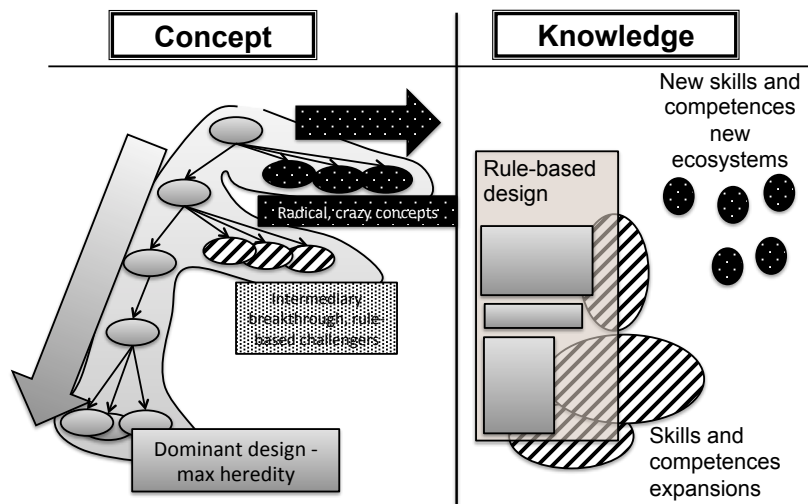 Concept
Knowledge
Radical, crazy concepts
Intermediary
breakthrough, rule-
based challengers
Dominant design -
max heredity
New skills and
competences
new
ecosystems
Rule-based
design
Skills and
competences
expansions